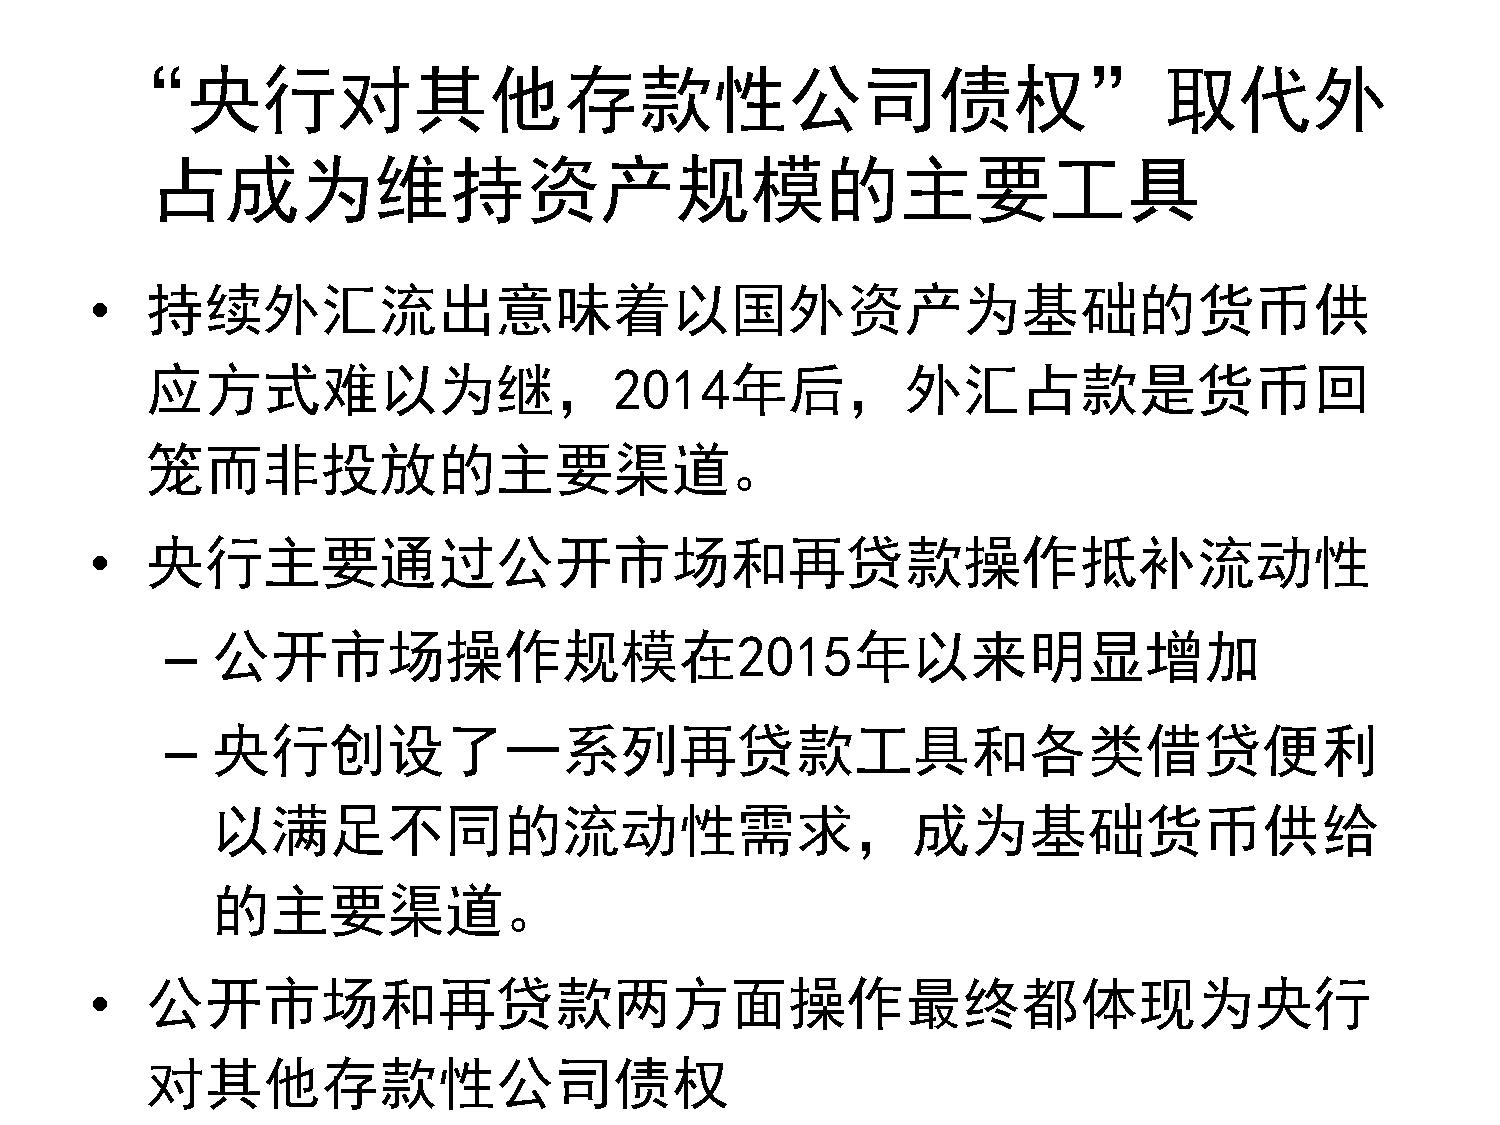 “央行对其他存款性公司债权”取代外
占成为维持资产规模的主要工具
• 持续外汇流出意味着以国外资产为基础的货币供
应方式难以为继，2014年后，外汇占款是货币回
笼而非投放的主要渠道。
• 央行主要通过公开市场和再贷款操作抵补流动性
– 公开市场操作规模在2015年以来明显增加
– 央行创设了一系列再贷款工具和各类借贷便利
以满足不同的流动性需求，成为基础货币供给
的主要渠道。
• 公开市场和再贷款两方面操作最终都体现为央行
对其他存款性公司债权